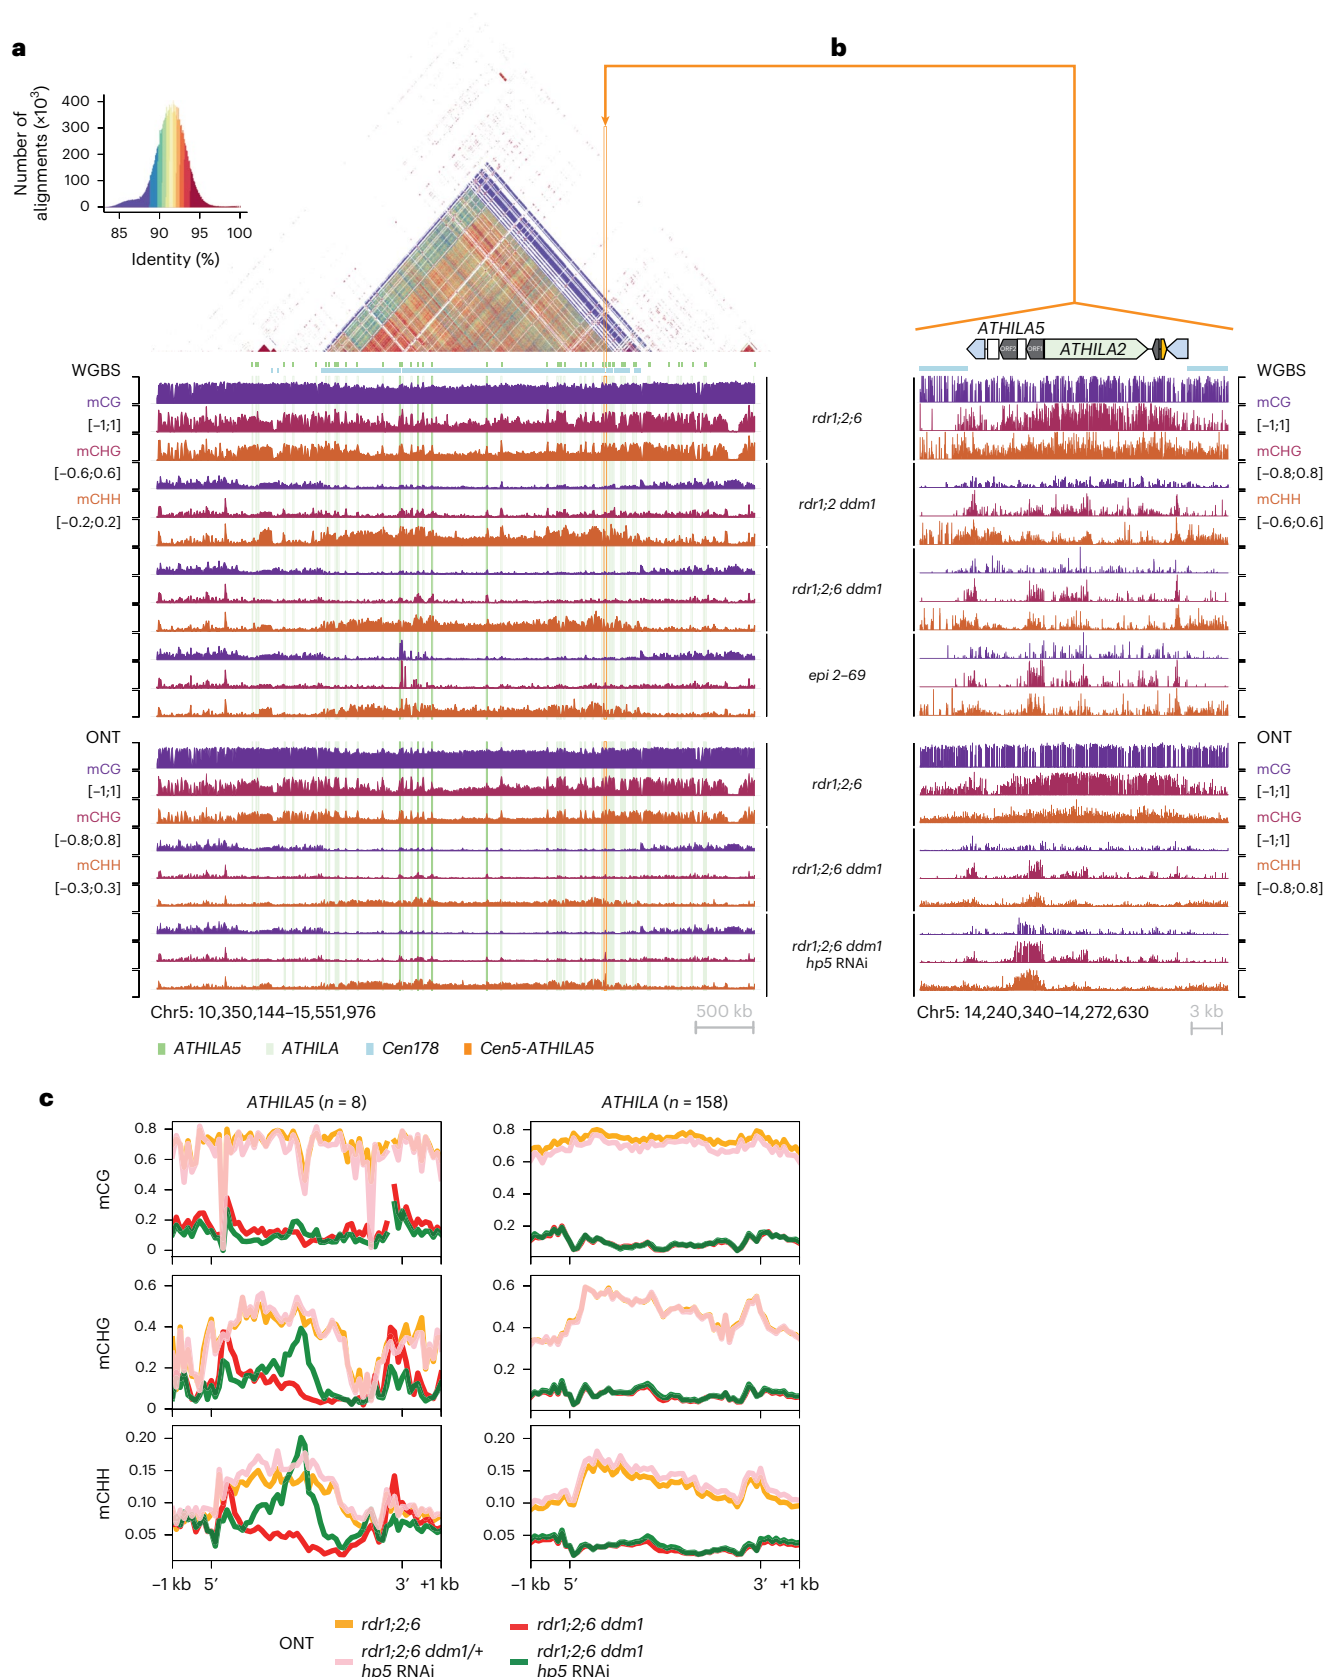 a
b
Number of
alignments (×10³)
400
300
200
100
0
85
90
95
100
Identity (%)
ATHILA5
ORF2
ORF1
ATHILA2
WGBS
mCG
[−1;1]
mCHG
[−0.6;0.6]
mCHH
[−0.2;0.2]
rdr1;2;6
rdr1;2 ddm1
rdr1;2;6 ddm1
epi 2–69
WGBS
mCG
[−1;1]
mCHG
[−0.8;0.8]
mCHH
[−0.6;0.6]
ONT
mCG
[−1;1]
mCHG
[−0.8;0.8]
mCHH
[−0.3;0.3]
rdr1;2;6
rdr1;2;6 ddm1
rdr1;2;6 ddm1
hp5 RNAi
ONT
mCG
[−1;1]
mCHG
[−1;1]
mCHH
[−0.8;0.8]
Chr5: 10,350,144–15,551,976
500 kb
Chr5: 14,240,340–14,272,630
3 kb
ATHILA5
ATHILA
Cen178
Cen5-ATHILA5
c
ATHILA5 (n = 8)
ATHILA (n = 158)
mCG
0.8
0.6
0.4
0.2
0
0.8
0.6
0.4
0.2
mCHG
0.6
0.4
0.2
0
0.6
0.4
0.2
mCHH
0.20
0.15
0.10
0.05
0.20
0.15
0.10
0.05
−1 kb 5′ 3′ +1 kb
−1 kb 5′ 3′ +1 kb
ONT
rdr1;2;6
rdr1;2;6 ddm1/+
hp5 RNAi
rdr1;2;6 ddm1
rdr1;2;6 ddm1
hp5 RNAi